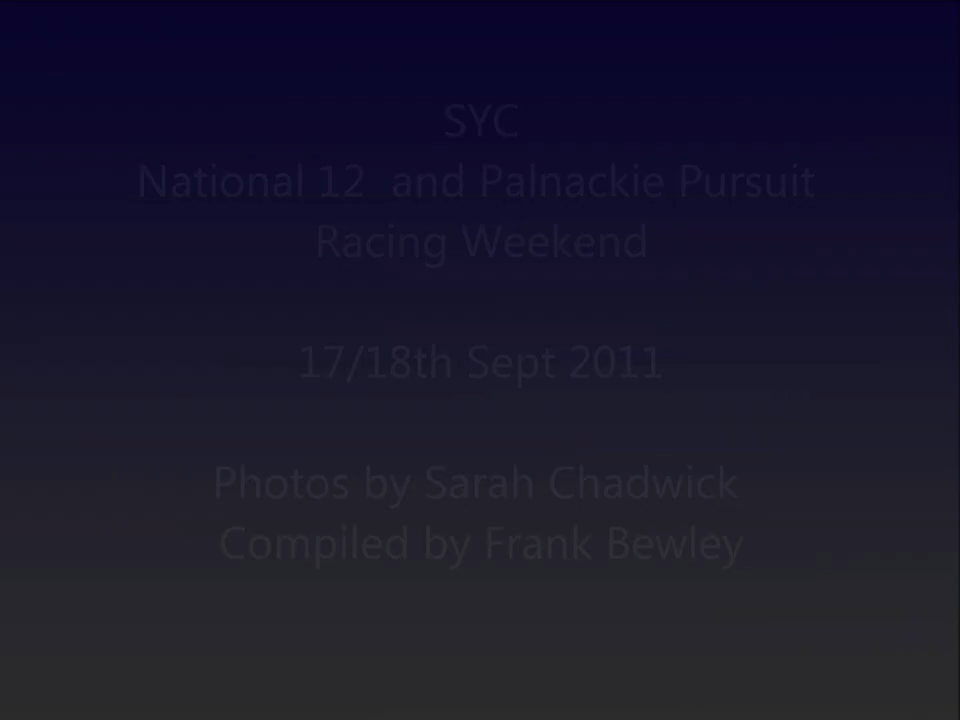 SYC
National 12 and Palnackie Pursuit
Racing Weekend
17/18th Sept 2011
Photos by Sarah Chadwick
Compiled by Frank Bewley